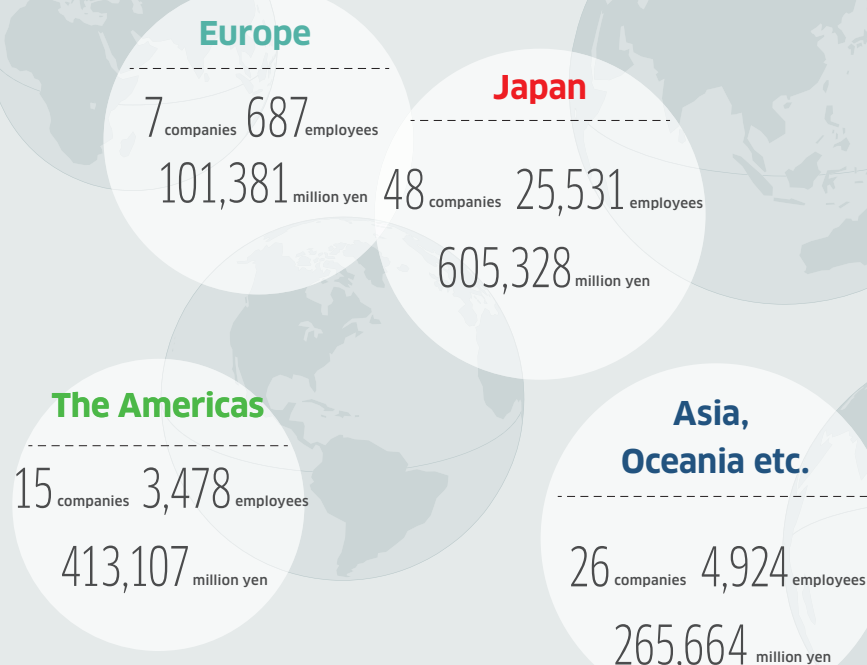 Europe
7 companies 687 employees
101,381 million yen
Japan
48 companies 25,531 employees
605,328 million yen
The Americas
15 companies 3,478 employees
413,107 million yen
Asia,
Oceania etc.
26 companies 4,924 employees
265,664 million yen